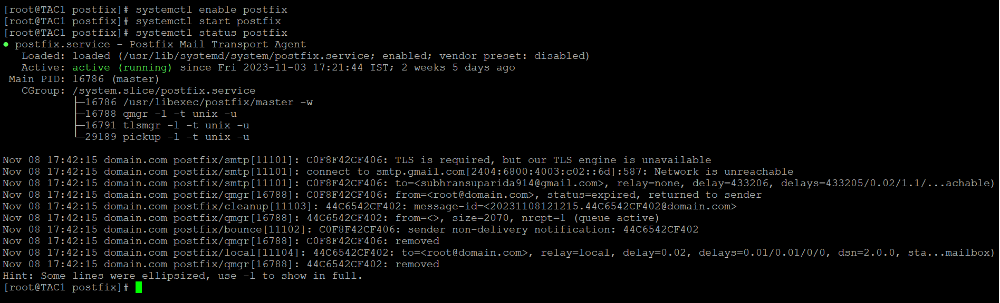 [root@TAC1 postfix]# systemctl enable postfix
[root@TAC1 postfix]# systemctl start postfix
[root@TAC1 postfix]# systemctl status postfix
● postfix.service - Postfix Mail Transport Agent
   Loaded: loaded (/usr/lib/systemd/system/postfix.service; enabled; vendor preset: disabled)
   Active: active (running) since Fri 2023-11-03 17:21:44 IST; 2 weeks 5 days ago
 Main PID: 16786 (master)
   CGroup: /system.slice/postfix.service
           ├─16786 /usr/libexec/postfix/master -w
           ├─16788 qmgr -l -t unix -u
           ├─16791 tlsmgr -l -t unix -u
           └─29189 pickup -l -t unix -u
Nov 08 17:42:15 domain.com postfix/smtp[11101]: C0F8F42CF406: TLS is required, but our TLS engine is unavailable
Nov 08 17:42:15 domain.com postfix/smtp[11101]: connect to smtp.gmail.com[2404:6800:4003:c02::6d]:587: Network is unreachable
Nov 08 17:42:15 domain.com postfix/smtp[11101]: C0F8F42CF406: to=<subhransuparida914@gmail.com>, relay=none, delay=433206, delays=433205/0.02/1.1/...achable)
Nov 08 17:42:15 domain.com postfix/qmgr[16788]: C0F8F42CF406: from=<root@domain.com>, status=expired, returned to sender
Nov 08 17:42:15 domain.com postfix/cleanup[11103]: 44C6542CF402: message-id=<20231108121215.44C6542CF402@domain.com>
Nov 08 17:42:15 domain.com postfix/qmgr[16788]: 44C6542CF402: from=<>, size=2070, nrcpt=1 (queue active)
Nov 08 17:42:15 domain.com postfix/bounce[11102]: C0F8F42CF406: sender non-delivery notification: 44C6542CF402
Nov 08 17:42:15 domain.com postfix/qmgr[16788]: C0F8F42CF406: removed
Nov 08 17:42:15 domain.com postfix/local[11104]: 44C6542CF402: to=<root@domain.com>, relay=local, delay=0.02, delays=0.01/0.01/0/0, dsn=2.0.0, sta...mailbox)
Nov 08 17:42:15 domain.com postfix/qmgr[16788]: 44C6542CF402: removed
Hint: Some lines were ellipsized, use -l to show in full.
[root@TAC1 postfix]#